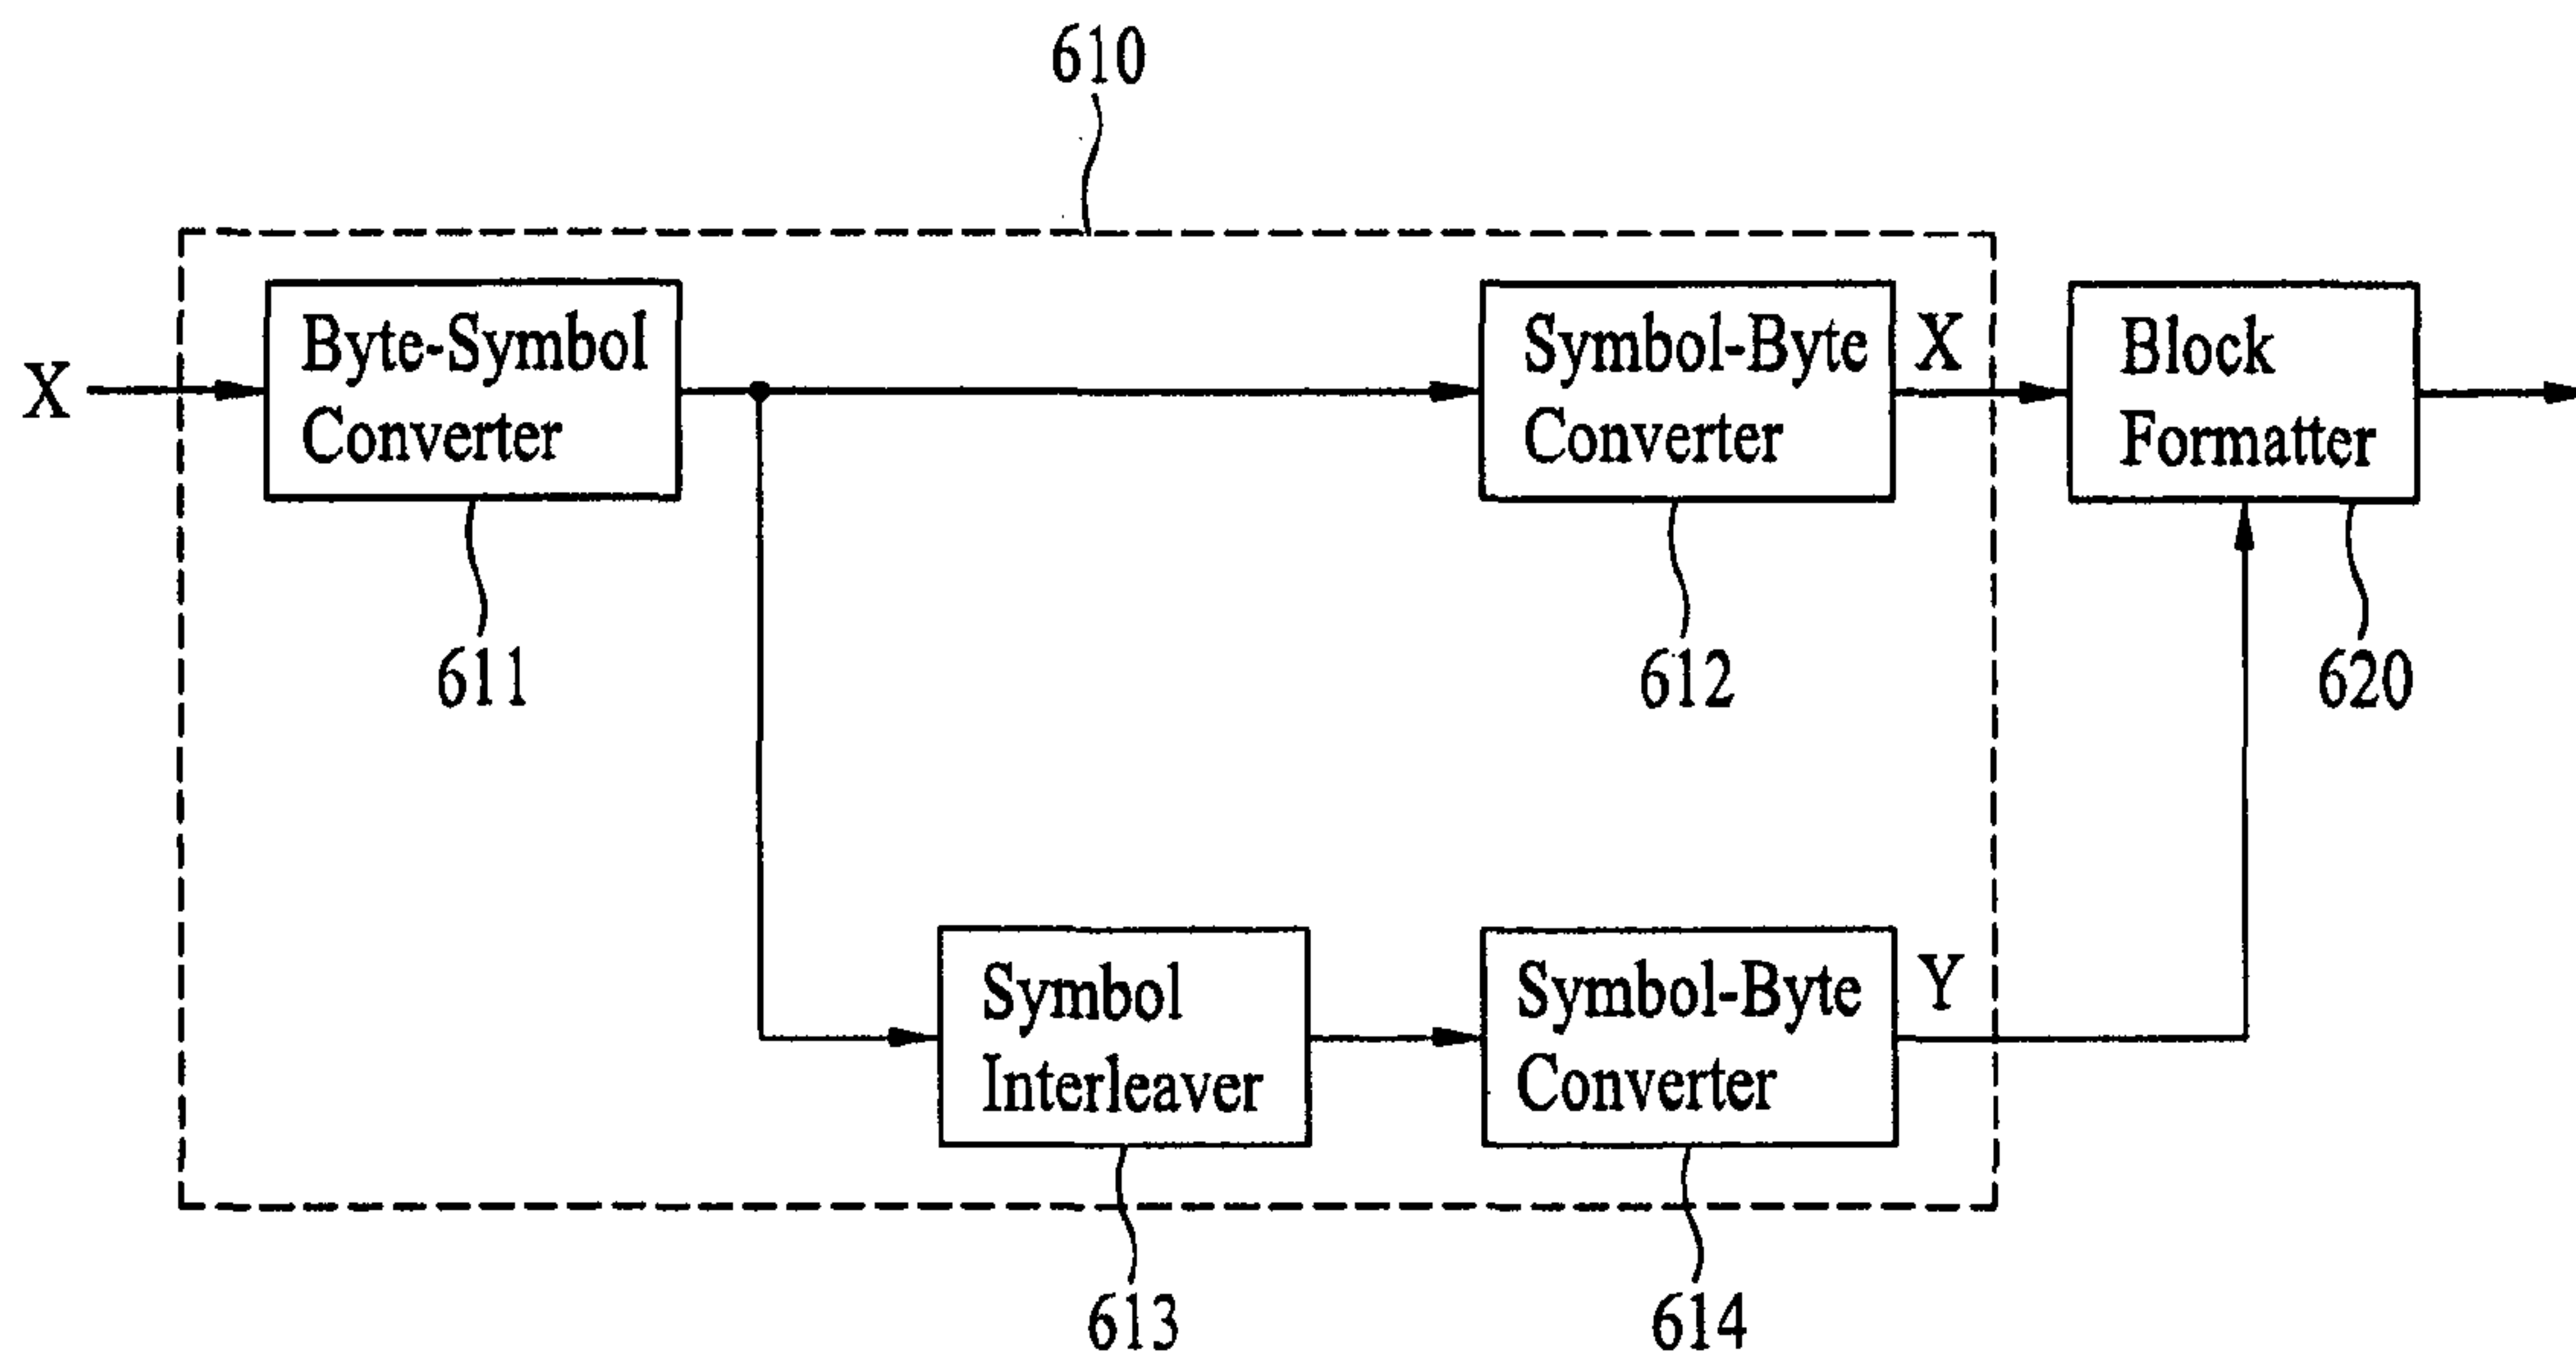 610
X
Byte-Symbol
Converter
611
Symbol-Byte
Converter
612
X
Block
Formatter
620
Symbol
Interleaver
613
Symbol-Byte
Converter
614
Y